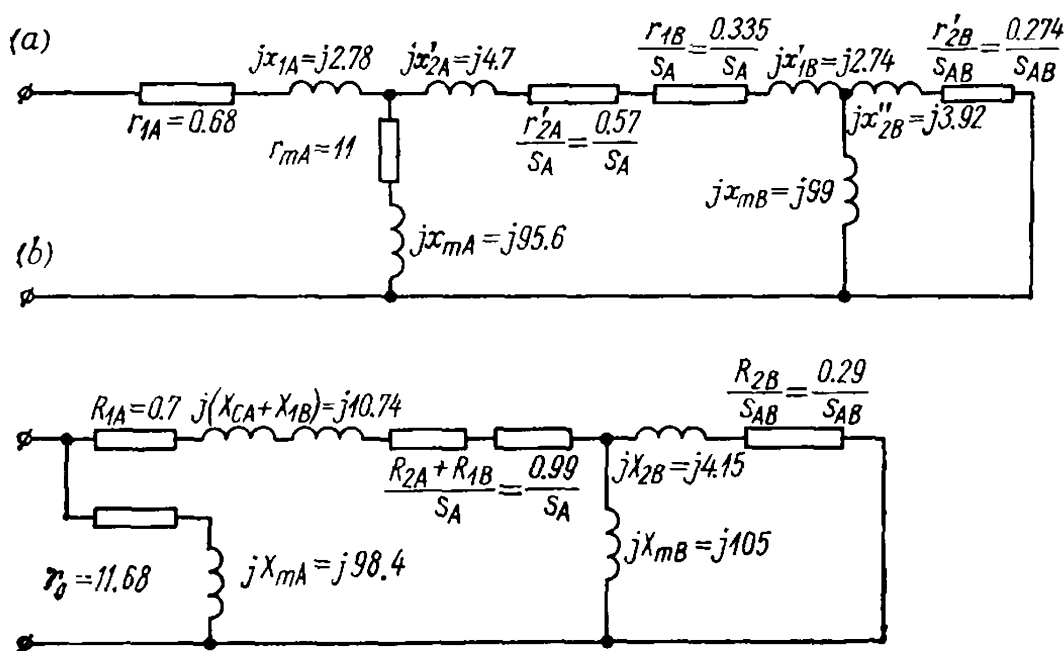 (a)
jx₁A=j2.78
r₁A=0.68
jx'₂A=j4.7
r'₂A/sA=0.57/sA
r₁B/sA=0.335/sA
jx'₁B=j2.74
r'₂B/sAB=0.274/sAB
jx''₂B=j3.92
rmA=11
jxmA=j95.6
jxmB=j99
(b)
R₁A=0.7
j(XCA+X₁B)=j10.74
(R₂A+R₁B)/sA=0.99/sA
R₂B/sAB=0.29/sAB
jX₂B=j4.15
r₀=11.68
jXmA=j98.4
jXmB=j105